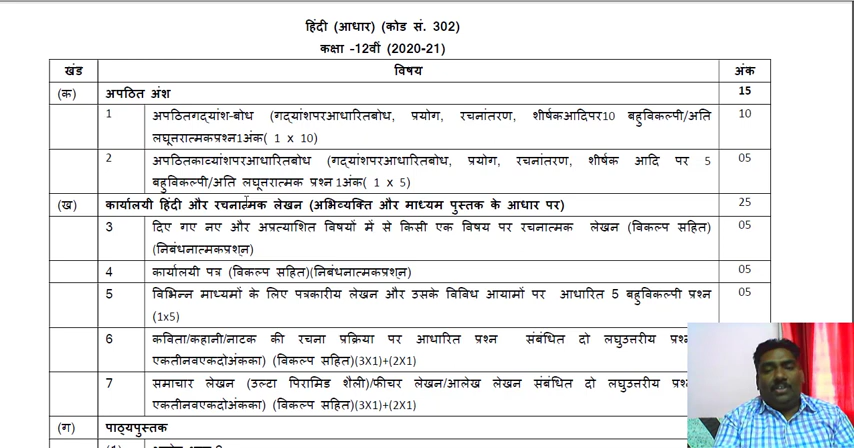 हिंदी (आधार) (कोड सं. 302)
कक्षा -12वीं (2020-21)
खंड विषय अंक
(क) अपठित अंश 15
1 अपठितगद्यांश-बोध (गद्यांशपरआधारितबोध, प्रयोग, रचनांतरण, शीर्षकआदिपर10 बहुविकल्पी/अति 10
लघूत्तरात्मकप्रश्न1अंक( 1 x 10)
2 अपठितकाव्यांशपरआधारितबोध (गद्यांशपरआधारितबोध, प्रयोग, रचनांतरण, शीर्षक आदि पर 5 05
बहुविकल्पी/अति लघूत्तरात्मक प्रश्न 1अंक( 1 x 5)
(ख) कार्यालयी हिंदी और रचनात्मक लेखन (अभिव्यक्ति और माध्यम पुस्तक के आधार पर) 25
3 दिए गए नए और अप्रत्याशित विषयों में से किसी एक विषय पर रचनात्मक लेखन (विकल्प सहित) 05
(निबंधनात्मकप्रश्न)
4 कार्यालयी पत्र (विकल्प सहित)(निबंधनात्मकप्रश्न) 05
5 विभिन्न माध्यमों के लिए पत्रकारीय लेखन और उसके विविध आयामों पर आधारित 5 बहुविकल्पी प्रश्न 05
(1x5)
6 कविता/कहानी/नाटक की रचना प्रक्रिया पर आधारित प्रश्न संबंधित दो लघुउत्तरीय
एकतीनवएकदोअंकका) (विकल्प सहित)(3X1)+(2X1)
7 समाचार लेखन (उल्टा पिरामिड शैली)/फीचर लेखन/आलेख लेखन संबंधित दो लघुउत्तरीय
एकतीनवएकदोअंकका) (विकल्प सहित)(3X1)+(2X1)
(ग) पाठ्यपुस्तक